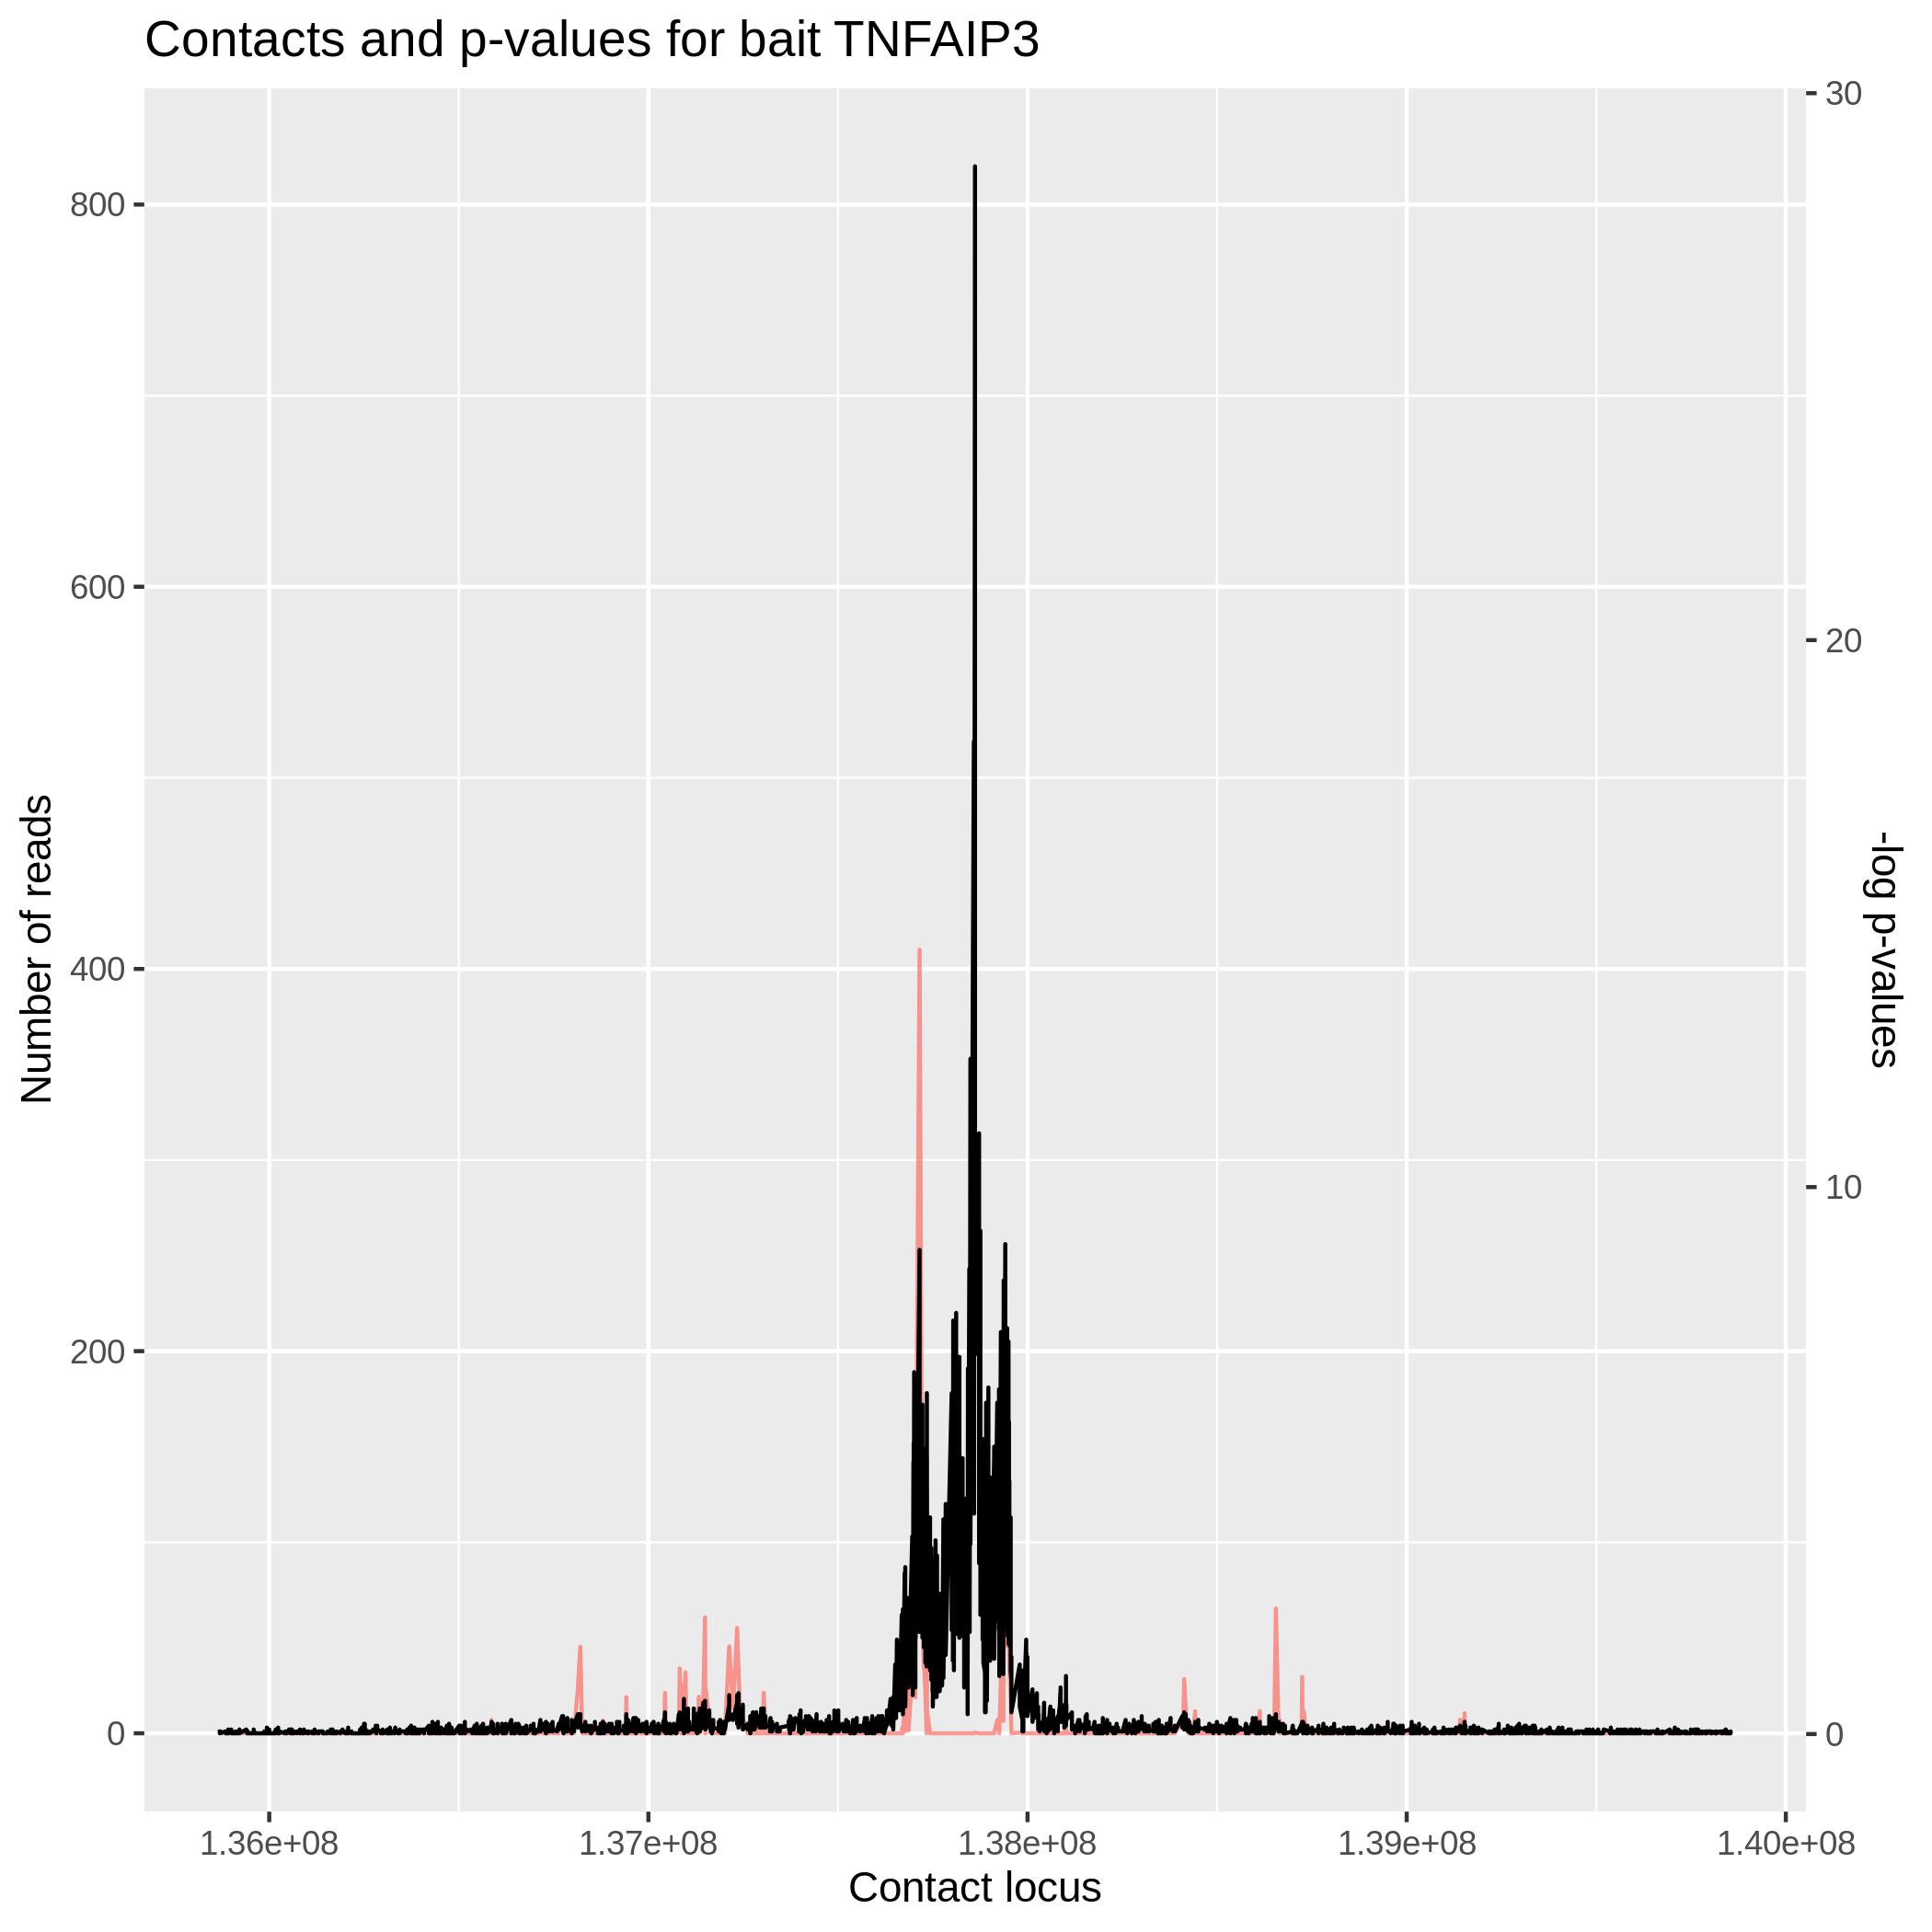 Contacts and p-values for bait TNFAIP3
30
800
600
20
Number of reads
-log p-values
400
10
200
0
0
1.36e+08
1.37e+08
1.38e+08
1.39e+08
1.40e+08
Contact locus